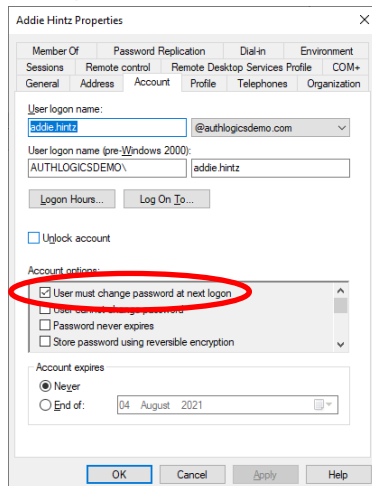 Addie Hintz Properties
Member Of Password Replication Dial-in Environment
Sessions Remote control Remote Desktop Services Profile COM+
General Address Account Profile Telephones Organization
User logon name:
addie.hintz @authlogicsdemo.com
User logon name (pre-Windows 2000):
AUTHLOGICSDEMO\ addie.hintz
Logon Hours... Log On To...
Unlock account
Account options:
User must change password at next logon
User cannot change password
Password never expires
Store password using reversible encryption
Account expires
Never
End of: 04 August 2021
OK Cancel Apply Help